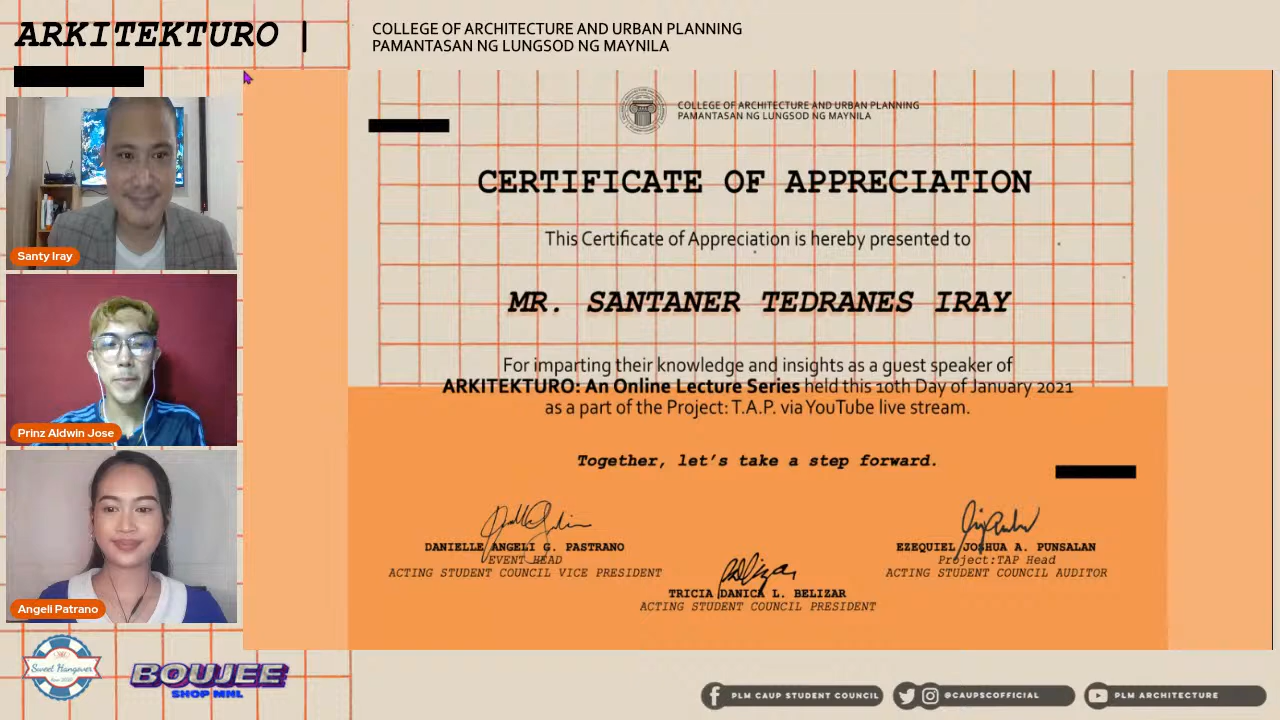 ARKITEKTURO |
COLLEGE OF ARCHITECTURE AND URBAN PLANNING
PAMANTASAN NG LUNGSOD NG MAYNILA
COLLEGE OF ARCHITECTURE AND URBAN PLANNING
PAMANTASAN NG LUNGSOD NG MAYNILA
CERTIFICATE OF APPRECIATION
This Certificate of Appreciation is hereby presented to
MR. SANTANER TEDRANES IRAY
For imparting their knowledge and insights as a guest speaker of
ARKITEKTURO: An Online Lecture Series held this 10th Day of January 2021
as a part of the Project: T.A.P. via YouTube live stream.
Together, let's take a step forward.
DANIELLE ANGELI G. PASTRANO
EVENT HEAD
ACTING STUDENT COUNCIL VICE PRESIDENT
TRICIA DANICA L. BELIZAR
ACTING STUDENT COUNCIL PRESIDENT
EZEQUIEL JOSHUA A. PUNSALAN
Project:TAP Head
ACTING STUDENT COUNCIL AUDITOR
Santy Iray
Prinz Aldwin Jose
Angeli Patrano
Sweet Hangover
BOUJEE
SHOP MNL
PLM CAUP STUDENT COUNCIL
@CAUPSCOFFICIAL
PLM ARCHITECTURE